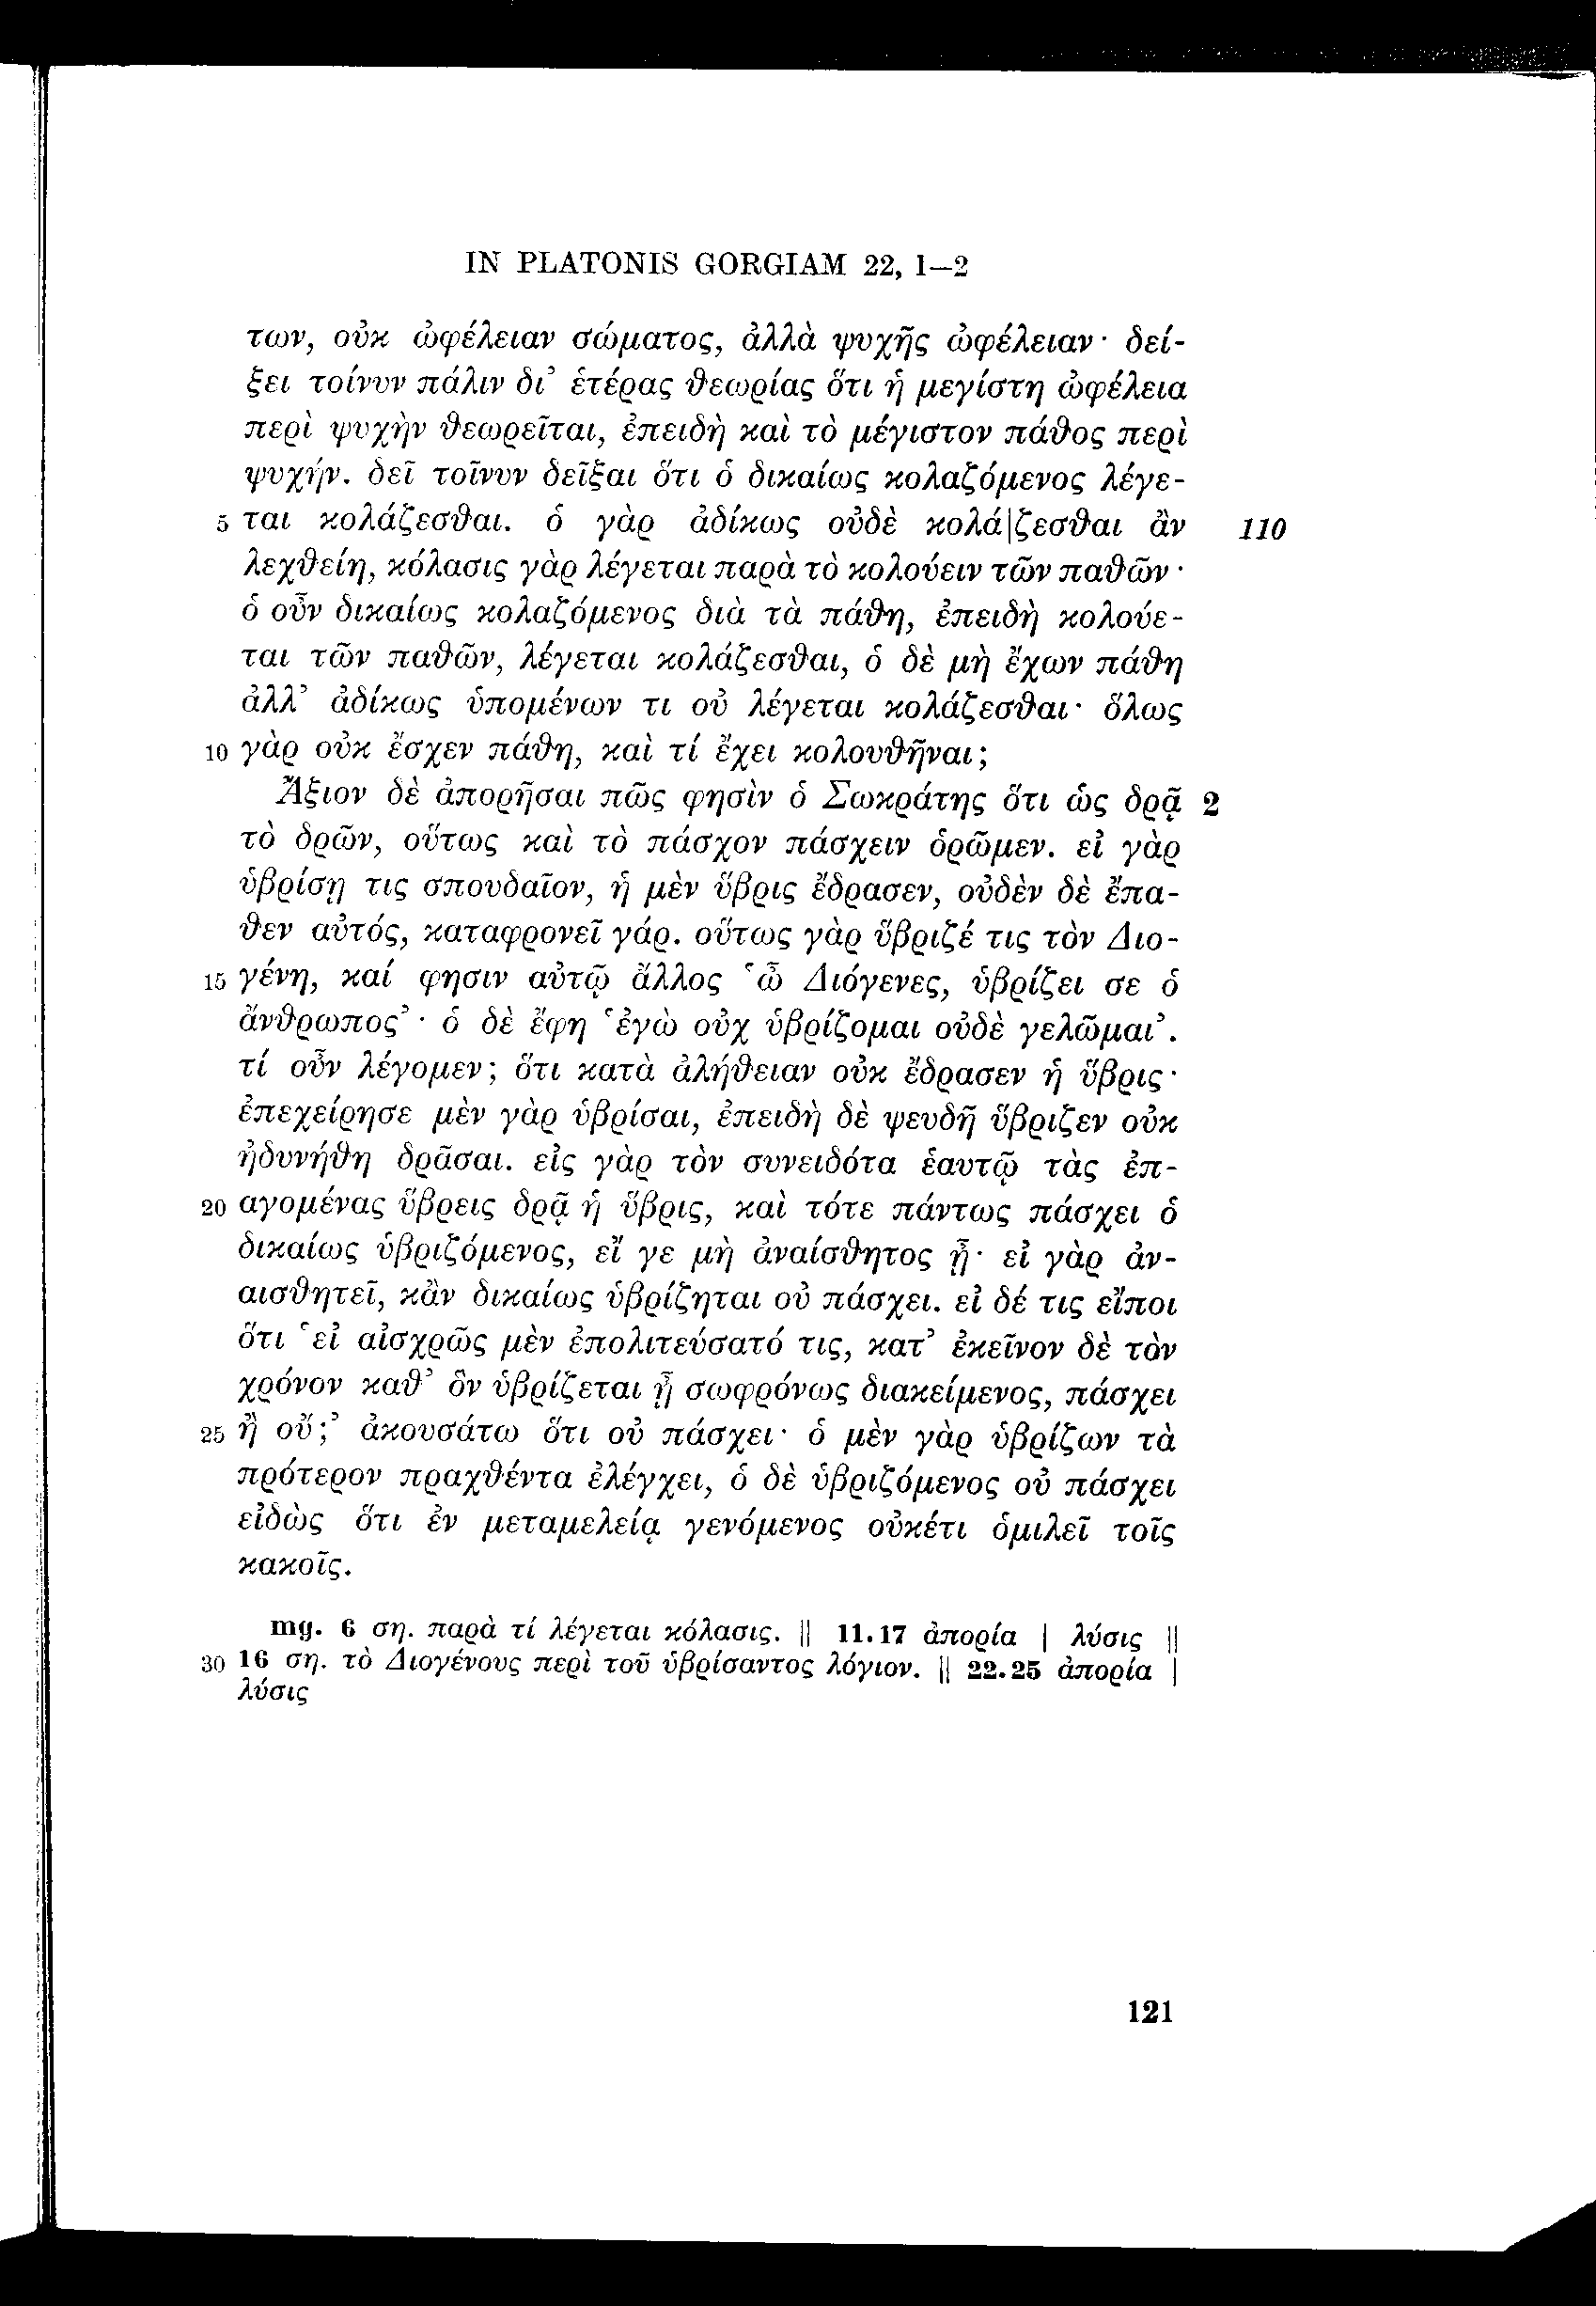 IN PLATONIS GORGIAM 22, 1–2
των, οὐκ ὠφέλειαν σώματος, ἀλλὰ ψυχῆς ὠφέλειαν· δεί-
ξει τοίνυν πάλιν δι’ ἑτέρας θεωρίας ὅτι ἡ μεγίστη ὠφέλεια
περὶ ψυχὴν θεωρεῖται, ἐπειδὴ καὶ τὸ μέγιστον πάθος περὶ
ψυχήν. δεῖ τοῖνυν δεῖξαι ὅτι ὁ δικαίως κολαζόμενος λέγε-
5 ται κολάζεσθαι. ὁ γὰρ ἀδίκως οὐδὲ κολά|ζεσθαι ἂν 110
λεχθείη, κόλασις γὰρ λέγεται παρὰ τὸ κολούειν τῶν παθῶν·
ὁ οὖν δικαίως κολαζόμενος διὰ τὰ πάθη, ἐπειδὴ κολούε-
ται τῶν παθῶν, λέγεται κολάζεσθαι, ὁ δὲ μὴ ἔχων πάθη
ἀλλ’ ἀδίκως ὑπομένων τι οὐ λέγεται κολάζεσθαι· ὅλως
10 γὰρ οὐκ ἔσχεν πάθη, καὶ τί ἔχει κολουθῆναι;
Ἄξιον δὲ ἀπορῆσαι πῶς φησὶν ὁ Σωκράτης ὅτι ὡς δρᾷ 2
τὸ δρῶν, οὕτως καὶ τὸ πάσχον πάσχειν ὁρῶμεν. εἰ γὰρ
ὑβρίσῃ τις σπουδαῖον, ἡ μὲν ὕβρις ἔδρασεν, οὐδὲν δὲ ἔπα-
θεν αὐτός, καταφρονεῖ γάρ. οὕτως γὰρ ὕβριζέ τις τὸν Διο-
15 γένη, καί φησιν αὐτῷ ἄλλος ‘ὦ Διόγενες, ὑβρίζει σε ὁ
ἄνθρωπος’· ὁ δὲ ἔφη ‘ἐγὼ οὐχ ὑβρίζομαι οὐδὲ γελῶμαι’.
τί οὖν λέγομεν; ὅτι κατὰ ἀλήθειαν οὐκ ἔδρασεν ἡ ὕβρις·
ἐπεχείρησε μὲν γὰρ ὑβρίσαι, ἐπειδὴ δὲ ψευδῆ ὕβριζεν οὐκ
ἠδυνήθη δρᾶσαι. εἰς γὰρ τὸν συνειδότα ἑαυτῷ τὰς ἐπ-
20 αγομένας ὕβρεις δρᾷ ἡ ὕβρις, καὶ τότε πάντως πάσχει ὁ
δικαίως ὑβριζόμενος, εἴ γε μὴ ἀναίσθητος ᾖ· εἰ γὰρ ἀν-
αισθητεῖ, κἂν δικαίως ὑβρίζηται οὐ πάσχει. εἰ δέ τις εἴποι
ὅτι ‘εἰ αἰσχρῶς μὲν ἐπολιτεύσατό τις, κατ’ ἐκεῖνον δὲ τὸν
χρόνον καθ’ ὃν ὑβρίζεται ᾖ σωφρόνως διακείμενος, πάσχει
25 ἢ οὔ;’ ἀκουσάτω ὅτι οὐ πάσχει· ὁ μὲν γὰρ ὑβρίζων τὰ
πρότερον πραχθέντα ἐλέγχει, ὁ δὲ ὑβριζόμενος οὐ πάσχει
εἰδὼς ὅτι ἐν μεταμελείᾳ γενόμενος οὐκέτι ὁμιλεῖ τοῖς
κακοῖς.
mg. 6 ση. παρὰ τί λέγεται κόλασις. || 11.17 ἀπορία | λύσις ||
30 16 ση. τὸ Διογένους περὶ τοῦ ὑβρίσαντος λόγιον. || 22.25 ἀπορία |
λύσις
121